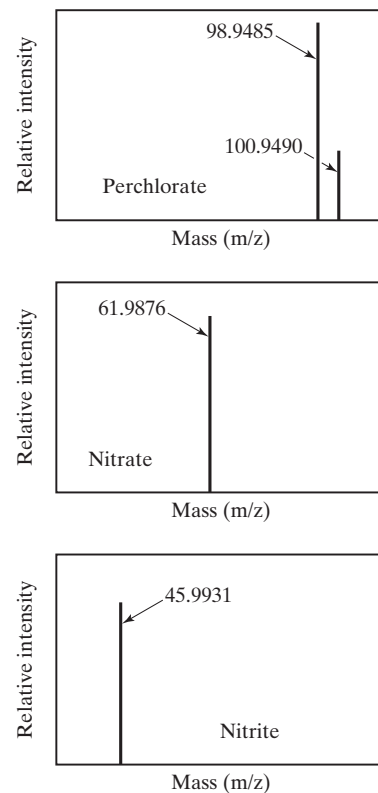 98.9485
100.9490
Relative intensity
Perchlorate
Mass (m/z)
61.9876
Relative intensity
Nitrate
Mass (m/z)
45.9931
Relative intensity
Nitrite
Mass (m/z)